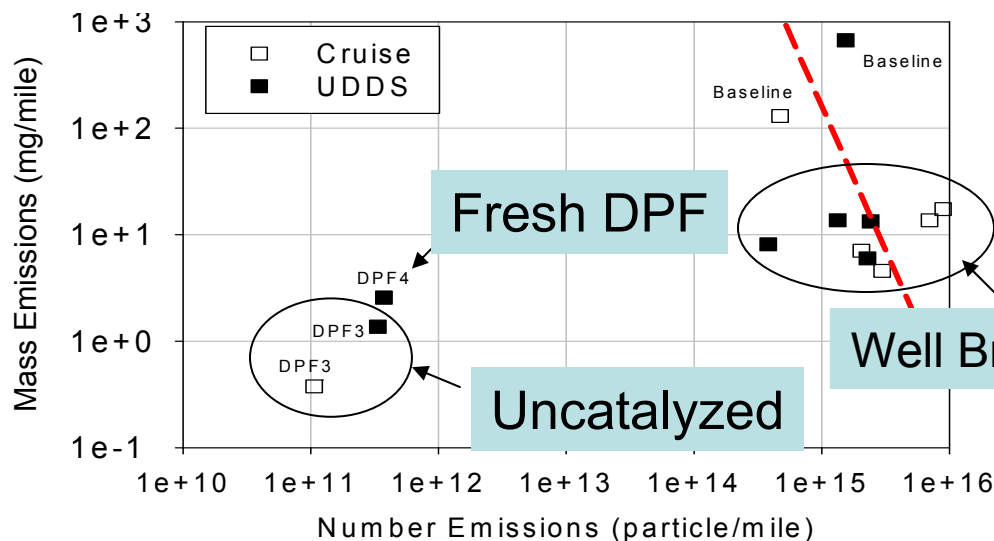 1e+3
Cruise
UDDS
Baseline
Baseline
1e+2
Fresh DPF
1e+1
DPF4
DPF3
1e+0
DPF3
Well Br
Uncatalyzed
1e-1
1e+10 1e+11 1e+12 1e+13 1e+14 1e+15 1e+16
Number Emissions (particle/mile)
Mass Emissions (mg/mile)